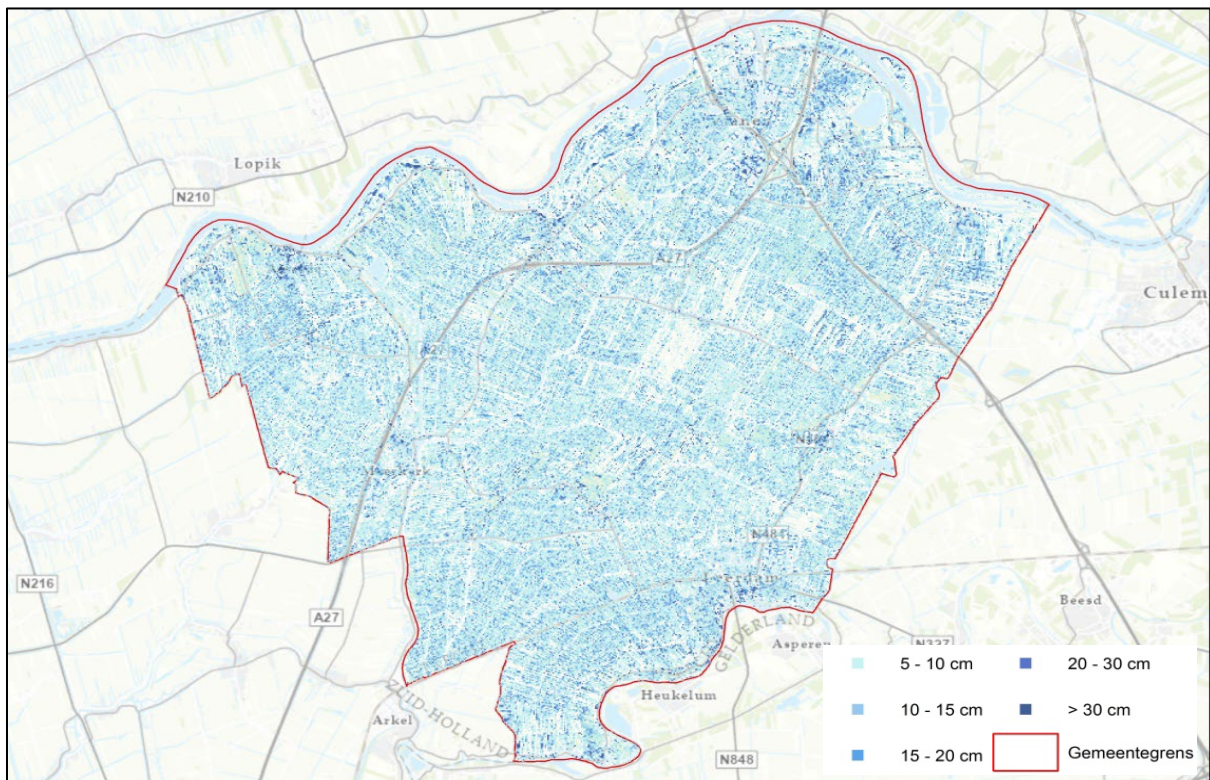 Lopik
N210
A27
Culem
A27
N484
N216
Leerdam
A27
Beesd
GELDERLAND
Asperen
N327
ZUID-HOLLAND
Heukelum
Arkel
N848
5 - 10 cm
20 - 30 cm
10 - 15 cm
> 30 cm
15 - 20 cm
Gemeentegrens